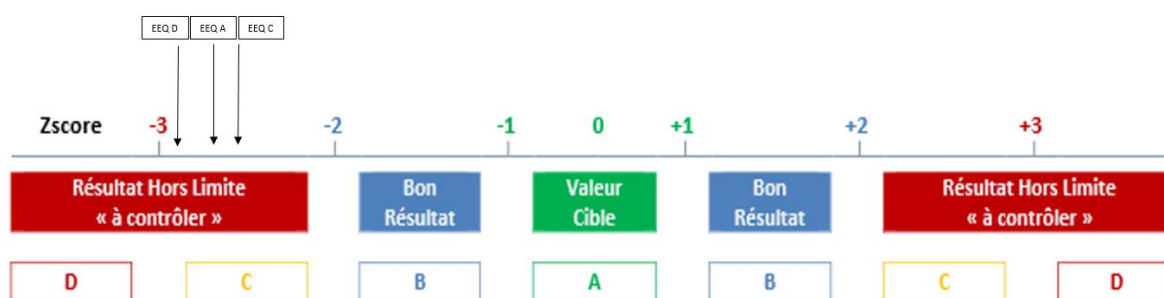 EEQ D EEQ A EEQ C
Zscore -3 -2 -1 0 +1 +2 +3
Résultat Hors Limite Bon Valeur Bon Résultat Hors Limite
« à contrôler » Résultat Cible Résultat « à contrôler »
D C B A B C D